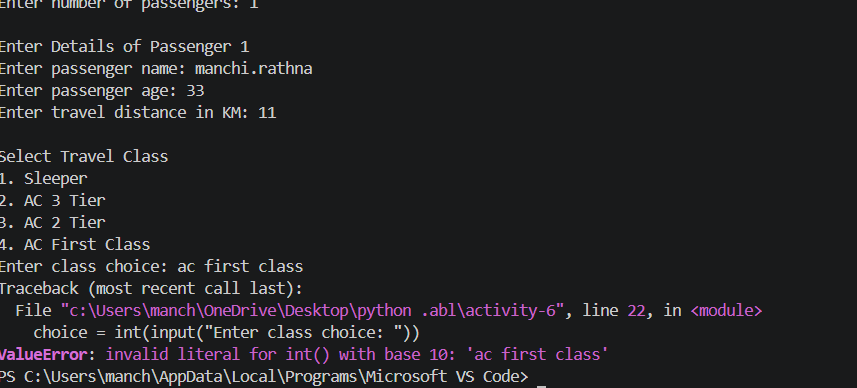 Enter number of passengers: 1
Enter Details of Passenger 1
Enter passenger name: manchi.rathna
Enter passenger age: 33
Enter travel distance in KM: 11
Select Travel Class
1. Sleeper
2. AC 3 Tier
3. AC 2 Tier
4. AC First Class
Enter class choice: ac first class
Traceback (most recent call last):
  File "c:\Users\manch\OneDrive\Desktop\python .abl\activity-6", line 22, in <module>
    choice = int(input("Enter class choice: "))
ValueError: invalid literal for int() with base 10: 'ac first class'
PS C:\Users\manch\AppData\Local\Programs\Microsoft VS Code>